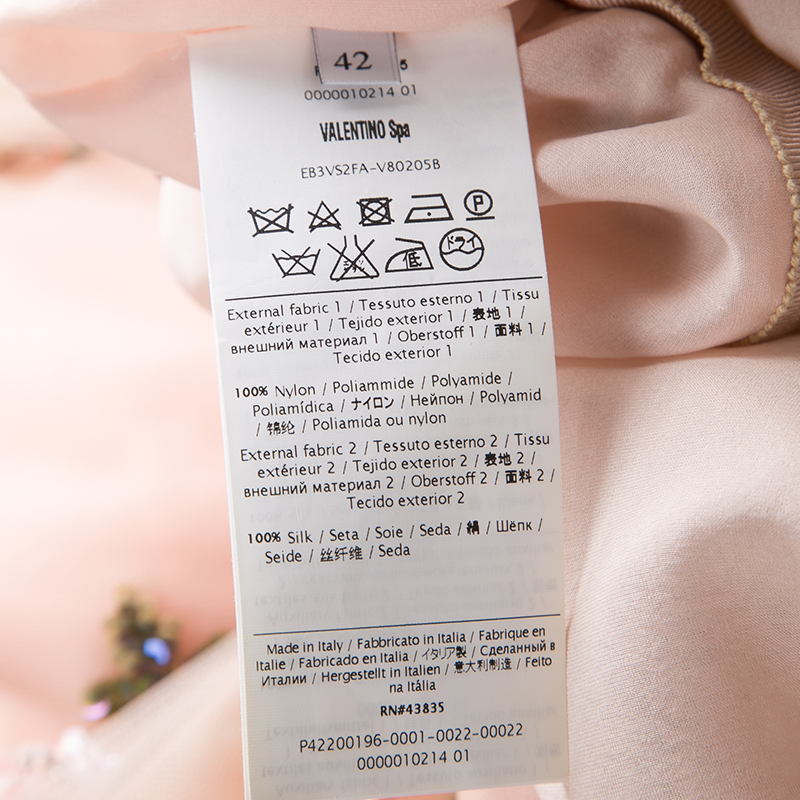 42
0000010214 01
VALENTINO Spa
EB3VS2FA-V80205B
P
ドライ
低
External fabric 1 / Tessuto esterno 1 / Tissu
extérieur 1 / Tejido exterior 1 / 表地 1 /
внешний материал 1 / Oberstoff 1 / 面料 1 /
Tecido exterior 1
100% Nylon / Poliammide / Polyamide /
Poliamídica / ナイロン / Нейлон / Polyamid
/ 锦纶 / Poliamida ou nylon
External fabric 2 / Tessuto esterno 2 / Tissu
extérieur 2 / Tejido exterior 2 / 表地 2 /
внешний материал 2 / Oberstoff 2 / 面料 2 /
Tecido exterior 2
100% Silk / Seta / Soie / Seda / 絹 / Шёлк /
Seide / 丝纤维 / Seda
Made in Italy / Fabbricato in Italia / Fabrique en
Italie / Fabricado en Italia / イタリア製 / Сделанный в
Италии / Hergestellt in Italien / 意大利制造 / Feito
na Itália
RN#43835
P42200196-0001-0022-00022
0000010214 01